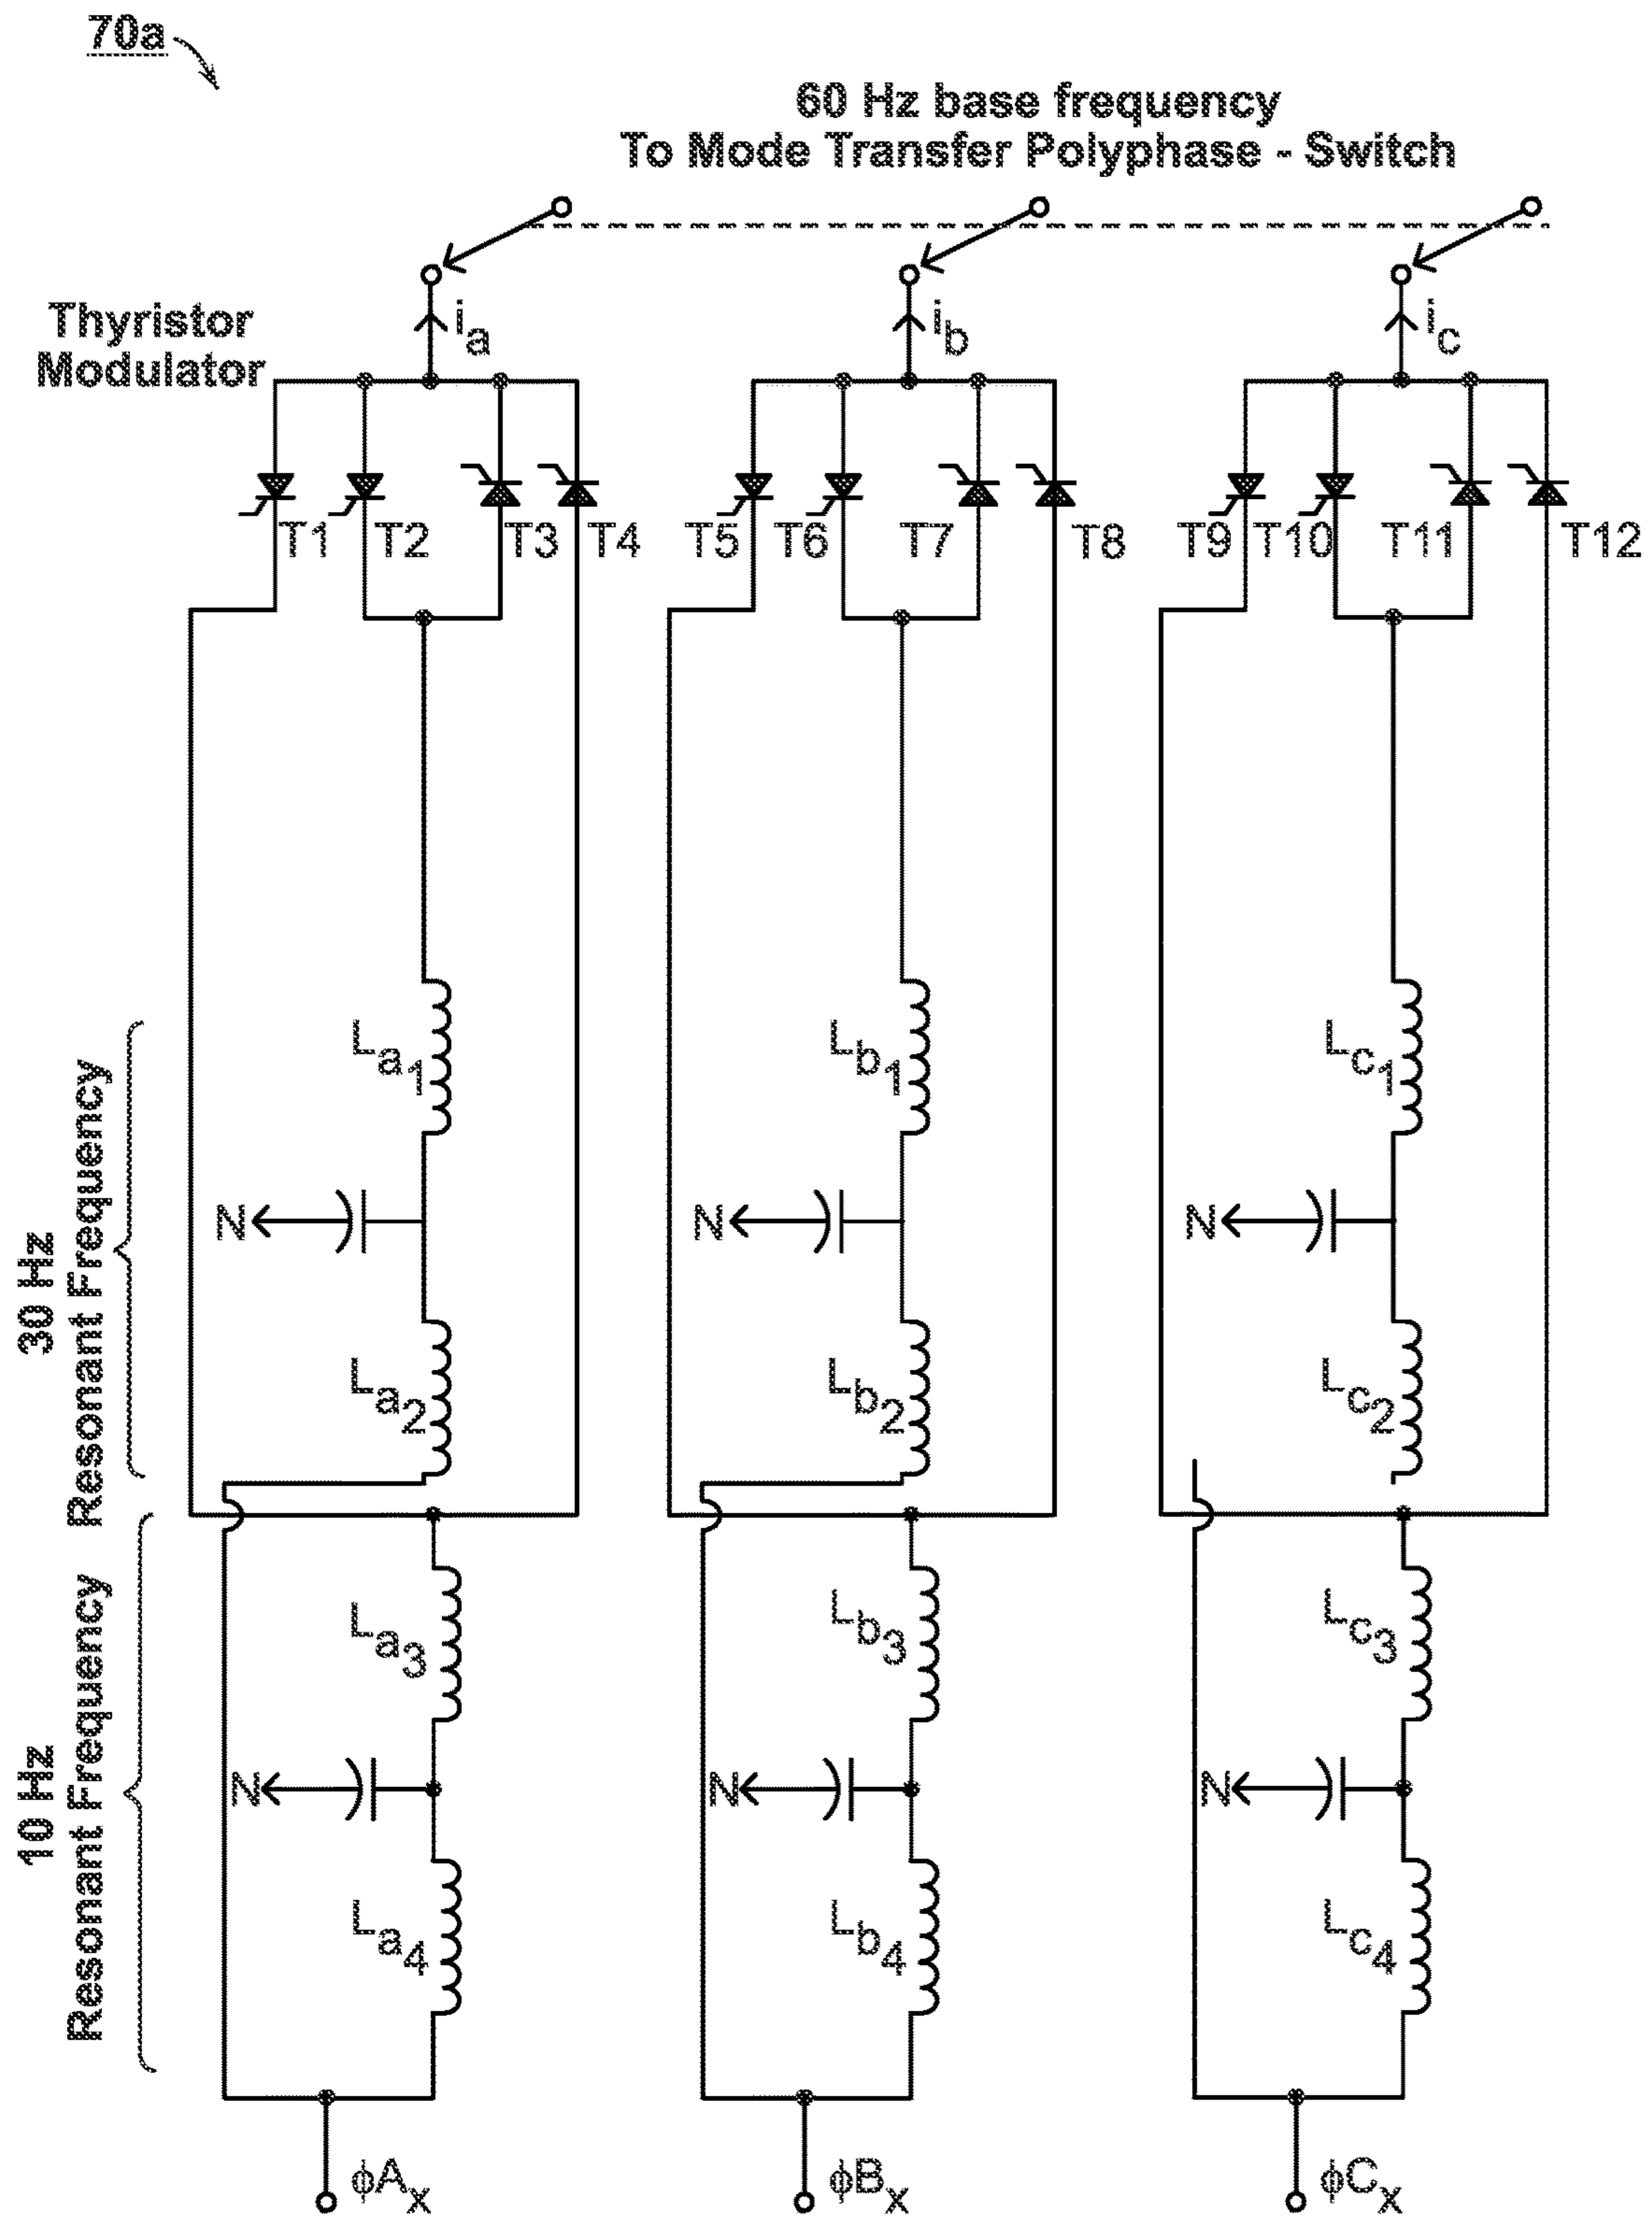 70a
60 Hz base frequency
To Mode Transfer Polyphase - Switch
Thyristor
Modulator
ia
ib
ic
T1 T2 T3 T4 T5 T6 T7 T8 T9 T10 T11 T12
30 Hz
Resonant Frequency
La1
Lb1
Lc1
N
N
N
La2
Lb2
Lc2
10 Hz
Resonant Frequency
La3
Lb3
Lc3
N
N
N
La4
Lb4
Lc4
ϕAx
ϕBx
ϕCx